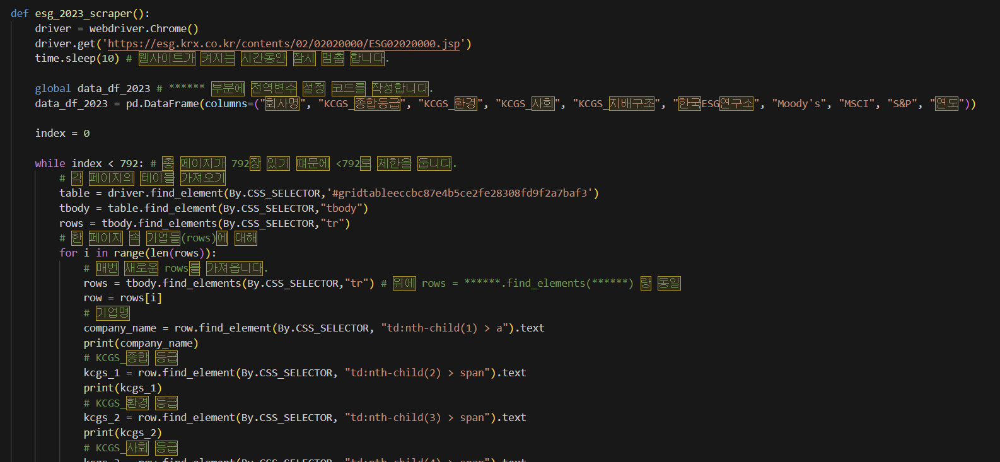 def esg_2023_scraper():
driver = webdriver.Chrome()
driver.get('https://esg.krx.co.kr/contents/02/02020000/ESG02020000.jsp')
time.sleep(10) # 웹사이트가 켜지는 시간동안 잠시 멈춤 합니다.
global data_df_2023 # ****** 부분에 전역변수 설정 코드를 작성합니다.
data_df_2023 = pd.DataFrame(columns=("회사명", "KCGS_종합등급", "KCGS_환경", "KCGS_사회", "KCGS_지배구조", "한국ESG연구소", "Moody's", "MSCI", "S&P", "연도"))
index = 0
while index < 792: # 총 페이지가 792장 있기 떄문에 <792로 제한을 둡니다.
# 각 페이지의 테이블 가져오기
table = driver.find_element(By.CSS_SELECTOR,'#gridtableeccbc87e4b5ce2fe28308fd9f2a7baf3')
tbody = table.find_element(By.CSS_SELECTOR,"tbody")
rows = tbody.find_elements(By.CSS_SELECTOR,"tr")
# 한 페이지 속 기업들(rows)에 대해
for i in range(len(rows)):
# 매번 새로운 rows를 가져옵니다.
rows = tbody.find_elements(By.CSS_SELECTOR,"tr") # 위에 rows = ******.find_elements(******) 랑 동일
row = rows[i]
# 기업명
company_name = row.find_element(By.CSS_SELECTOR, "td:nth-child(1) > a").text
print(company_name)
# KCGS_종합 등급
kcgs_1 = row.find_element(By.CSS_SELECTOR, "td:nth-child(2) > span").text
print(kcgs_1)
# KCGS_환경 등급
kcgs_2 = row.find_element(By.CSS_SELECTOR, "td:nth-child(3) > span").text
print(kcgs_2)
# KCGS_사회 등급
kcgs_3 = row.find_element(By.CSS_SELECTOR, "td:nth-child(4) > span").text